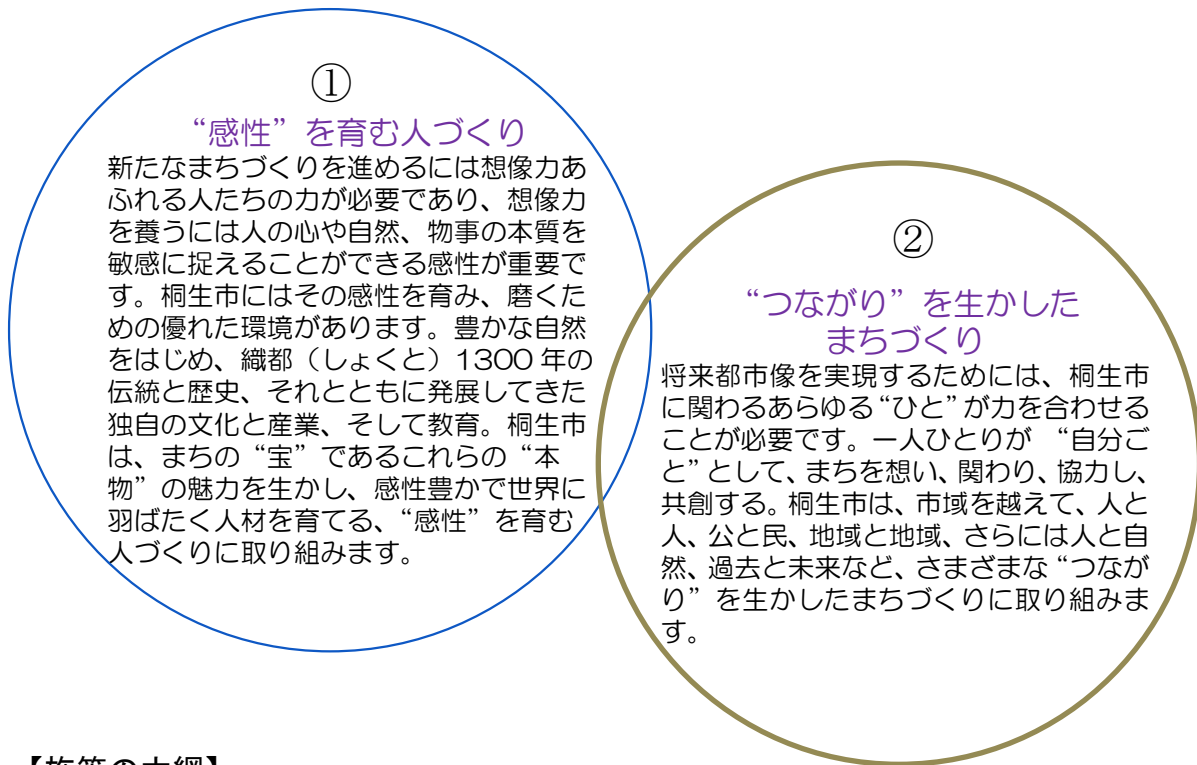 ①
“感性”を育む人づくり
新たなまちづくりを進めるには想像力あ
ふれる人たちの力が必要であり、想像力
を養うには人の心や自然、物事の本質を
敏感に捉えることができる感性が重要で
す。桐生市にはその感性を育み、磨くた
めの優れた環境があります。豊かな自然
をはじめ、織都（しょくと）1300年の
伝統と歴史、それとともに発展してきた
独自の文化と産業、そして教育。桐生市
は、まちの“宝”であるこれらの“本
物”の魅力を生かし、感性豊かで世界に
羽ばたく人材を育てる、“感性”を育む
人づくりに取り組みます。
②
“つながり”を生かした
まちづくり
将来都市像を実現するためには、桐生市
に関わるあらゆる“ひと”が力を合わせる
ことが必要です。一人ひとりが “自分ご
と”として、まちを想い、関わり、協力し、
共創する。桐生市は、市域を越えて、人と
人、公と民、地域と地域、さらには人と自
然、過去と未来など、さまざまな“つなが
り”を生かしたまちづくりに取り組みま
す。
【施策の大綱】